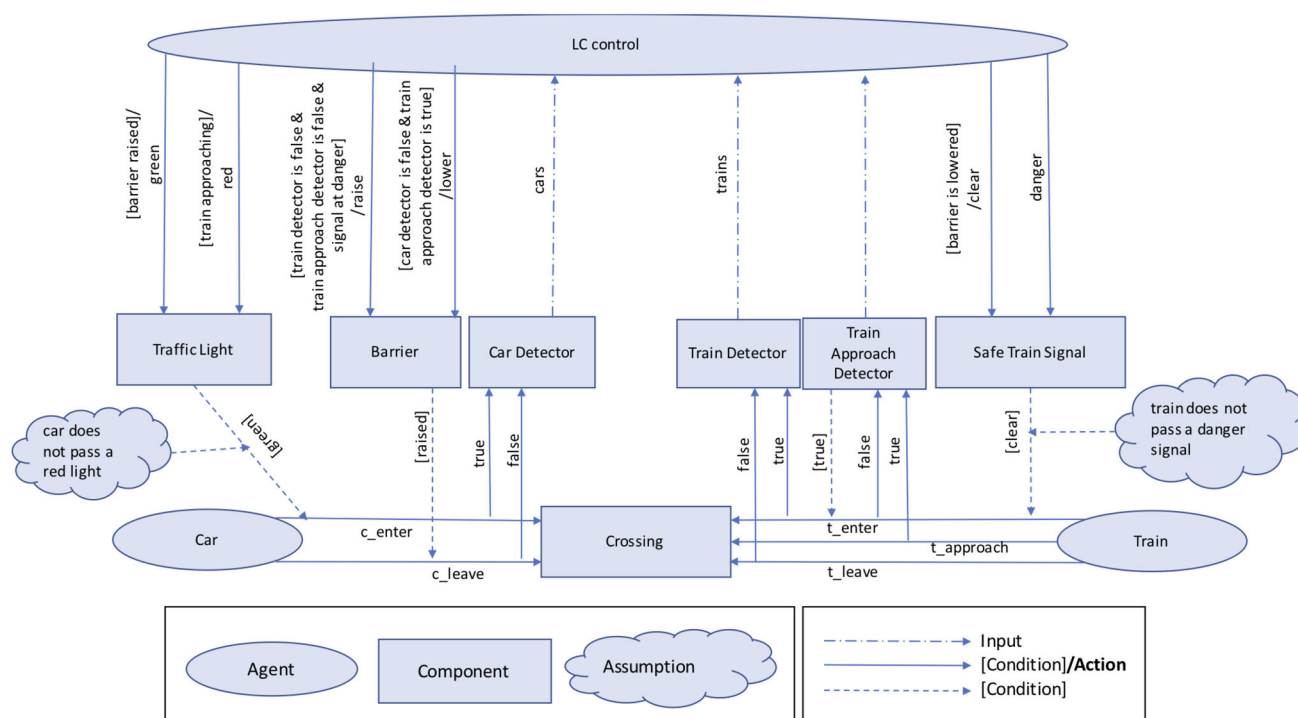 LC control
[barrier raised]/
green
[train approaching]/
red
[train detector is false &
train approach detector is false &
signal at danger]
/raise
[car detector is false & train
approach detector is true]
/lower
cars
trains
[barrier is lowered]
/clear
danger
Traffic Light
Barrier
Car Detector
Train Detector
Train
Approach
Detector
Safe Train Signal
car does
not pass a
red light
[green]
[raised]
true
false
false
true
[true]
false
true
[clear]
train does not
pass a danger
signal
Car
c_enter
c_leave
Crossing
t_enter
t_approach
t_leave
Train
Agent
Component
Assumption
Input
[Condition]/Action
[Condition]